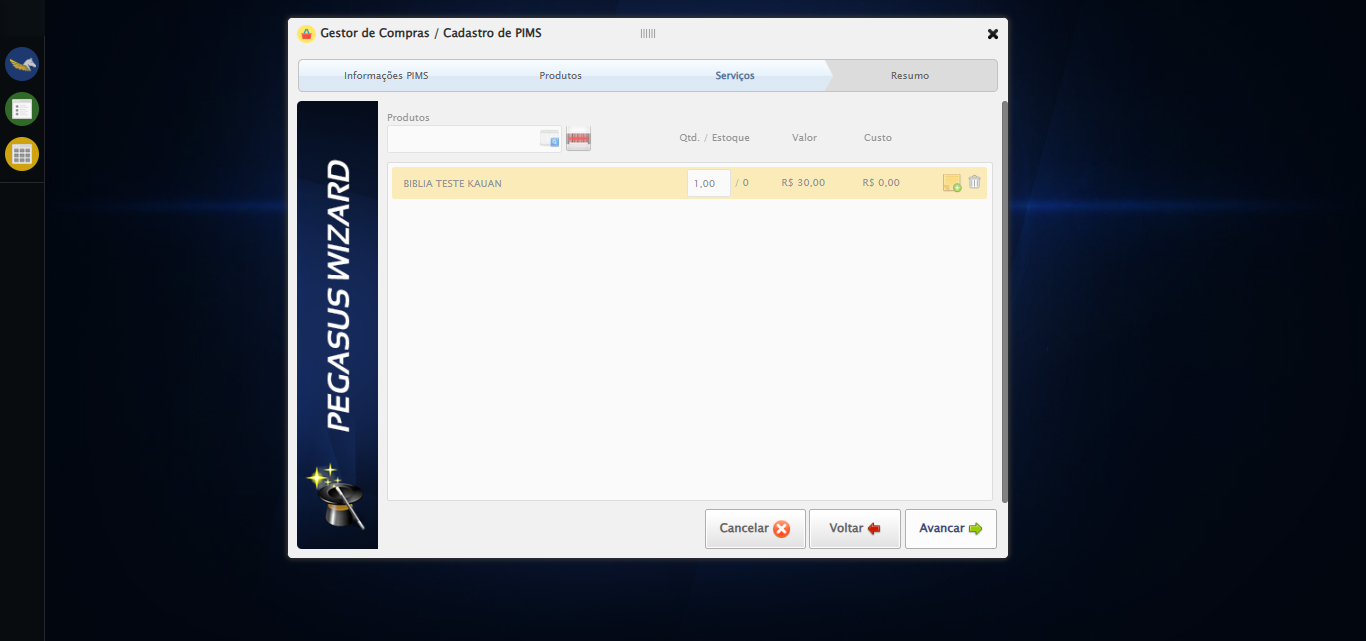 Gestor de Compras / Cadastro de PIMS
Informações PIMS
Produtos
Serviços
Resumo
PEGASUS WIZARD
Produtos
Qtd. / Estoque
Valor
Custo
BIBLIA TESTE KAUAN
1,00
/ 0
R$ 30,00
R$ 0,00
Cancelar
Voltar
Avancar